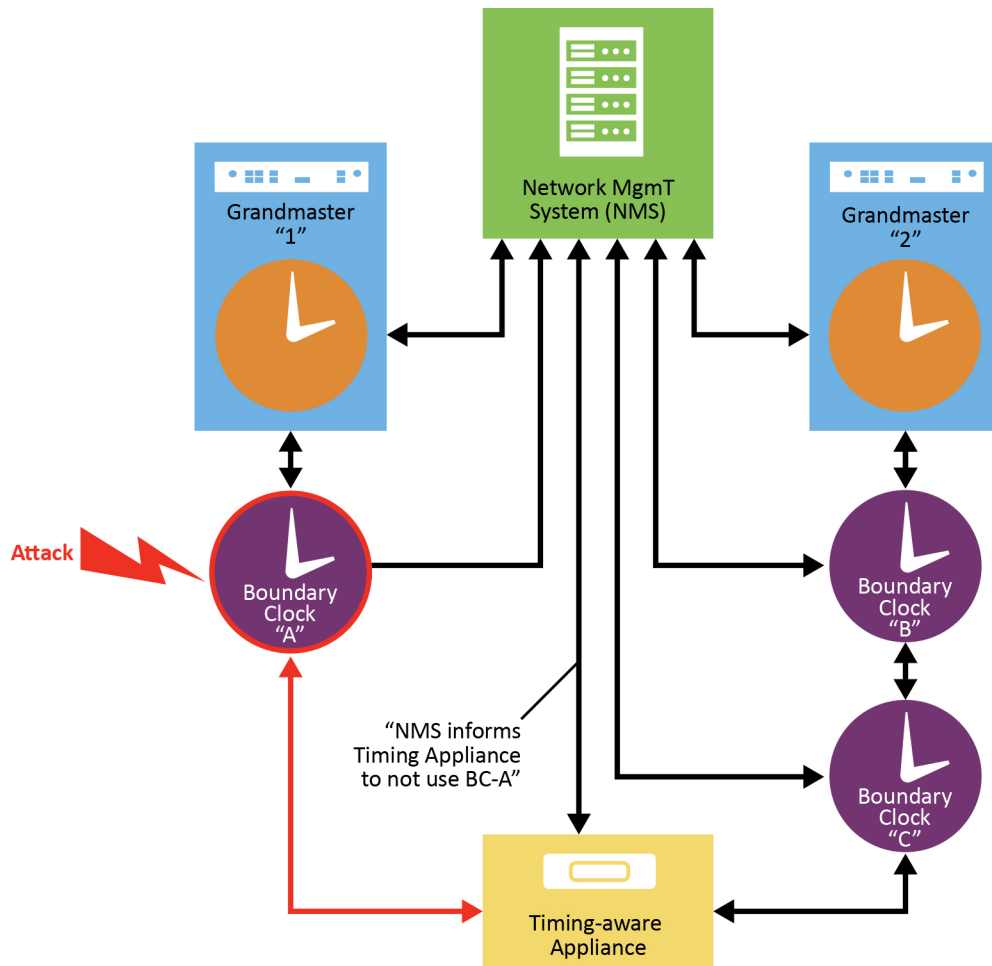 Network MgmT
System (NMS)
Grandmaster
“1”
Grandmaster
“2”
Attack
Boundary
Clock
“A”
Boundary
Clock
“B”
“NMS informs
Timing Appliance
to not use BC-A”
Boundary
Clock
“C”
Timing-aware
Appliance